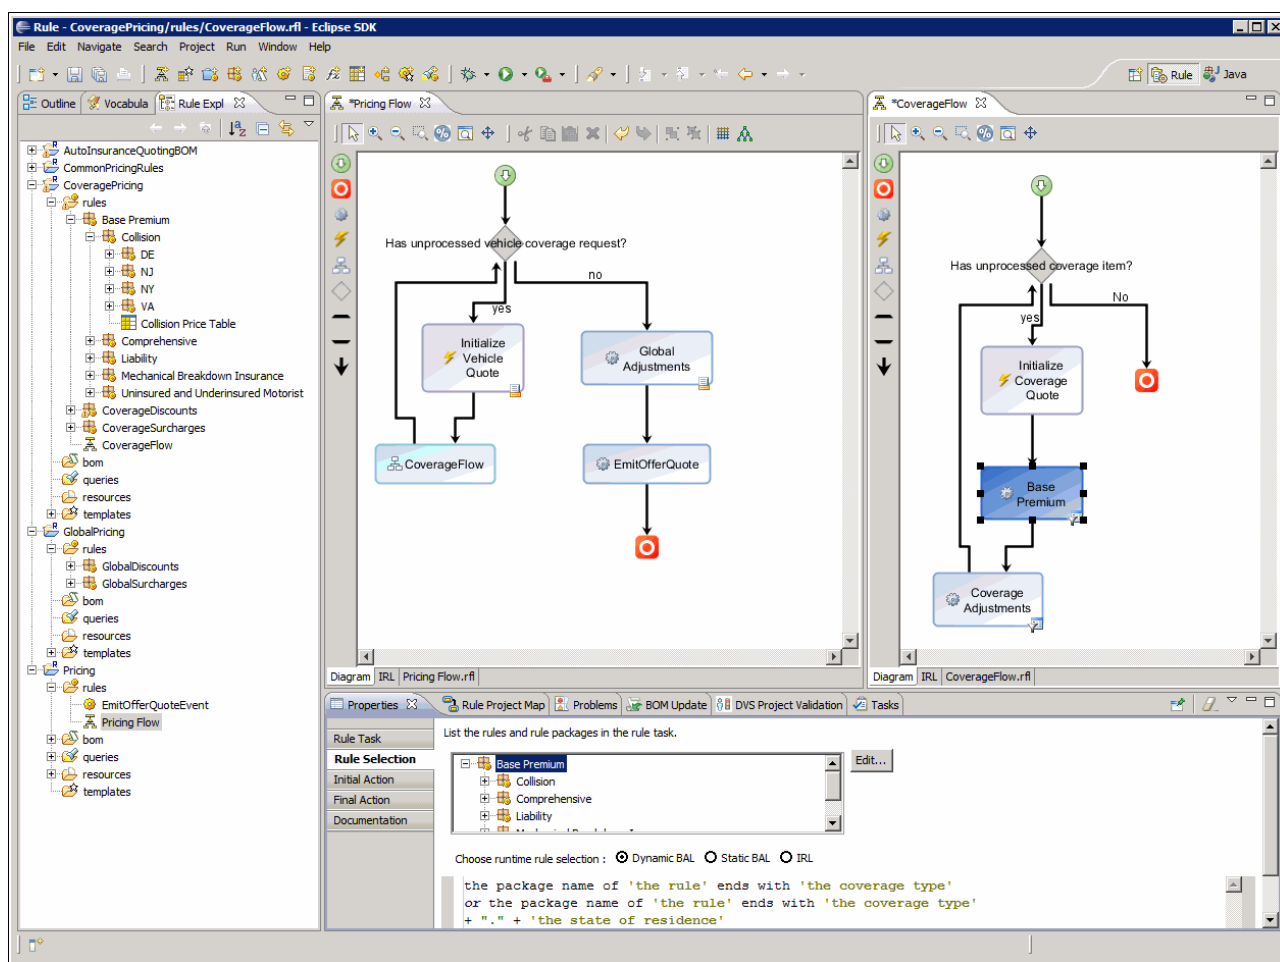 Rule - CoveragePricing/rules/CoverageFlow.rfl - Eclipse SDK
File Edit Navigate Search Project Run Window Help
Rule Java
Outline Vocabula Rule Expl
AutoInsuranceQuotingBOM
CommonPricingRules
CoveragePricing
rules
Base Premium
Collision
DE
NJ
NY
VA
Collision Price Table
Comprehensive
Liability
Mechanical Breakdown Insurance
Uninsured and Underinsured Motorist
CoverageDiscounts
CoverageSurcharges
CoverageFlow
bom
queries
resources
templates
GlobalPricing
rules
GlobalDiscounts
GlobalSurcharges
bom
queries
resources
templates
Pricing
rules
EmitOfferQuoteEvent
Pricing Flow
bom
queries
resources
templates
*Pricing Flow
Has unprocessed vehicle coverage request?
no
yes
Initialize
Vehicle
Quote
Global
Adjustments
CoverageFlow
EmitOfferQuote
Diagram IRL Pricing Flow.rfl
*CoverageFlow
Has unprocessed coverage item?
No
yes
Initialize
Coverage
Quote
Base
Premium
Coverage
Adjustments
Diagram IRL CoverageFlow.rfl
Properties Rule Project Map Problems BOM Update DVS Project Validation Tasks
Rule Task
Rule Selection
Initial Action
Final Action
Documentation
List the rules and rule packages in the rule task.
Base Premium
Collision
Comprehensive
Liability
Edit...
Choose runtime rule selection : Dynamic BAL Static BAL IRL
the package name of 'the rule' ends with 'the coverage type'
or the package name of 'the rule' ends with 'the coverage type'
+ "." + 'the state of residence'